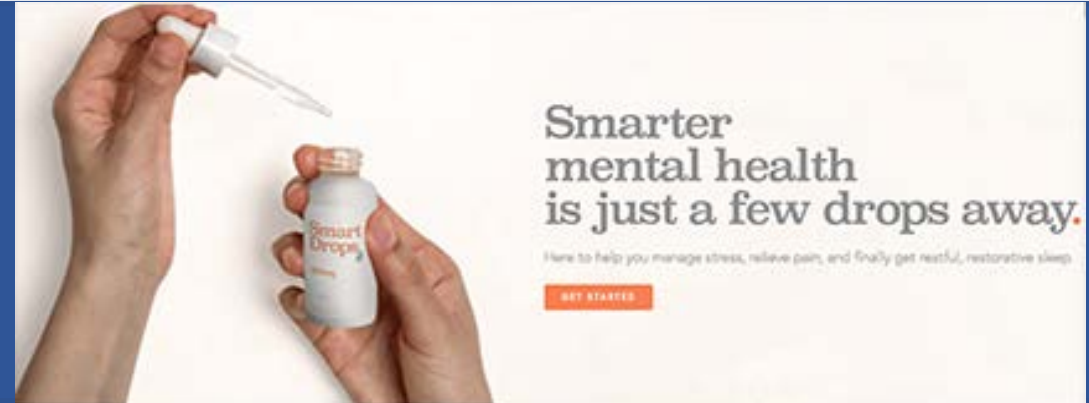 Smart
Drops
Smarter
mental health
is just a few drops away.
Here to help you manage stress, relieve pain, and finally get restful, restorative sleep
GET STARTED